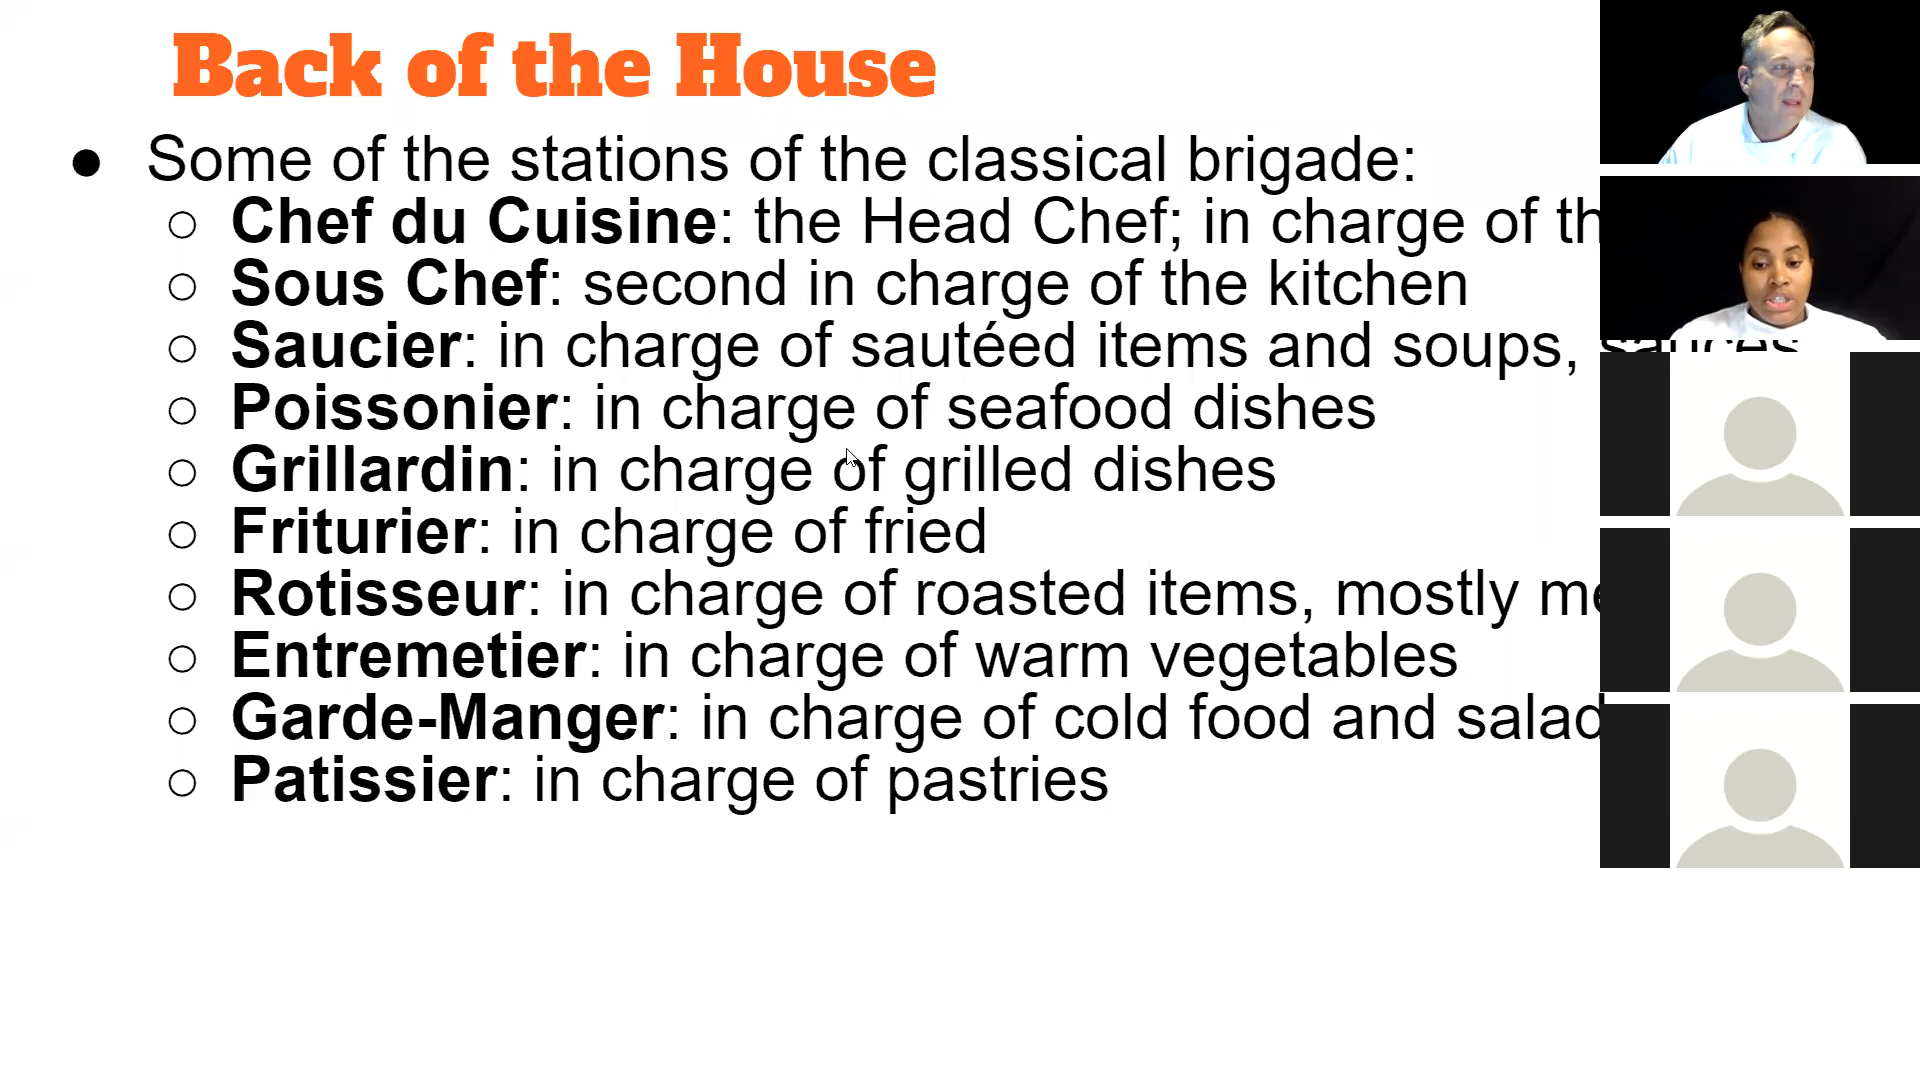 Back of the House
● Some of the stations of the classical brigade:
○ Chef du Cuisine: the Head Chef; in charge of
○ Sous Chef: second in charge of the kitchen
○ Saucier: in charge of sautéed items and soups, sauces
○ Poissonier: in charge of seafood dishes
○ Grillardin: in charge of grilled dishes
○ Friturier: in charge of fried
○ Rotisseur: in charge of roasted items, mostly
○ Entremetier: in charge of warm vegetables
○ Garde-Manger: in charge of cold food and salad
○ Patissier: in charge of pastries